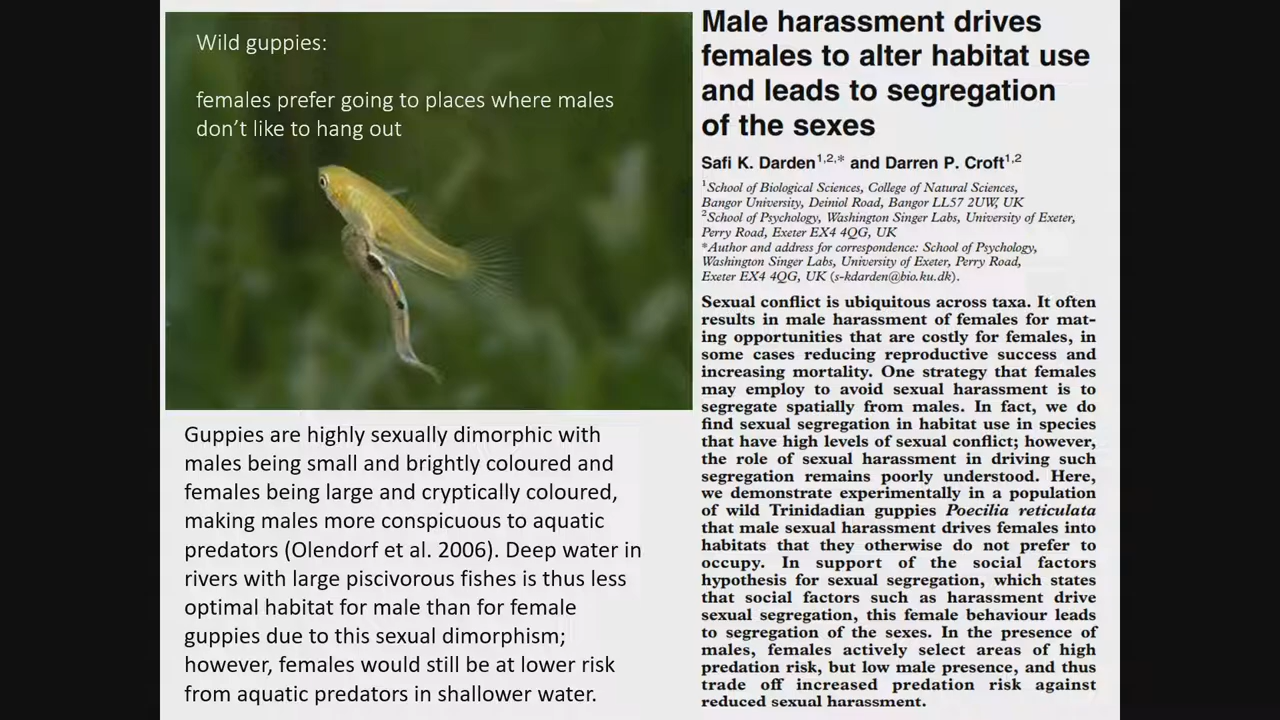 Wild guppies:
females prefer going to places where males
don’t like to hang out
Guppies are highly sexually dimorphic with
males being small and brightly coloured and
females being large and cryptically coloured,
making males more conspicuous to aquatic
predators (Olendorf et al. 2006). Deep water in
rivers with large piscivorous fishes is thus less
optimal habitat for male than for female
guppies due to this sexual dimorphism;
however, females would still be at lower risk
from aquatic predators in shallower water.
Male harassment drives
females to alter habitat use
and leads to segregation
of the sexes
Safi K. Darden1,2,* and Darren P. Croft1,2
1School of Biological Sciences, College of Natural Sciences,
Bangor University, Deiniol Road, Bangor LL57 2UW, UK
2School of Psychology, Washington Singer Labs, University of Exeter,
Perry Road, Exeter EX4 4QG, UK
*Author and address for correspondence: School of Psychology,
Washington Singer Labs, University of Exeter, Perry Road,
Exeter EX4 4QG, UK (s-kdarden@bio.ku.dk).
Sexual conflict is ubiquitous across taxa. It often
results in male harassment of females for mat-
ing opportunities that are costly for females, in
some cases reducing reproductive success and
increasing mortality. One strategy that females
may employ to avoid sexual harassment is to
segregate spatially from males. In fact, we do
find sexual segregation in habitat use in species
that have high levels of sexual conflict; however,
the role of sexual harassment in driving such
segregation remains poorly understood. Here,
we demonstrate experimentally in a population
of wild Trinidadian guppies Poecilia reticulata
that male sexual harassment drives females into
habitats that they otherwise do not prefer to
occupy. In support of the social factors
hypothesis for sexual segregation, which states
that social factors such as harassment drive
sexual segregation, this female behaviour leads
to segregation of the sexes. In the presence of
males, females actively select areas of high
predation risk, but low male presence, and thus
trade off increased predation risk against
reduced sexual harassment.